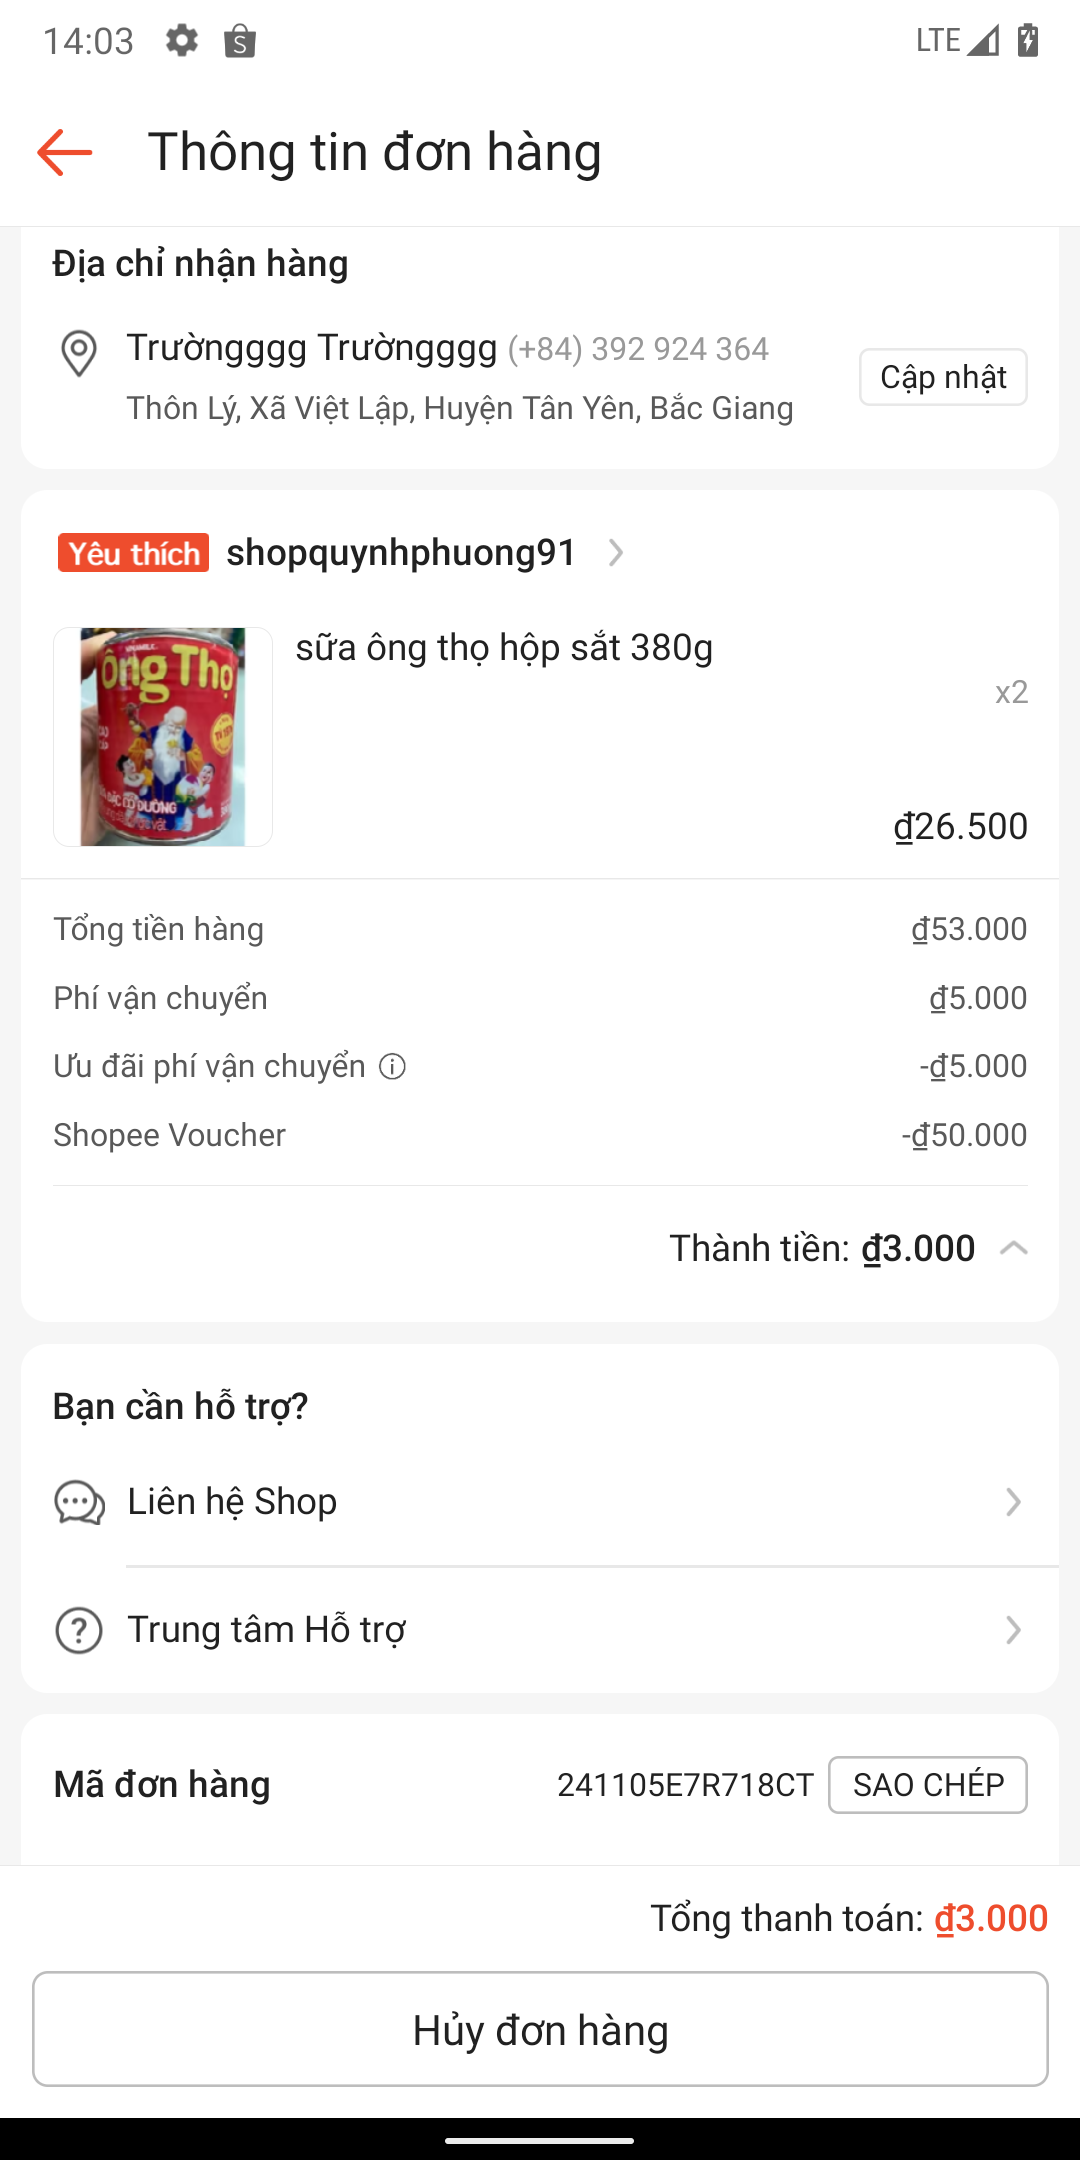 14:03
LTE
Thông tin đơn hàng
Địa chỉ nhận hàng
Trườngggg Trườngggg (+84) 392 924 364
Cập nhật
Thôn Lý, Xã Việt Lập, Huyện Tân Yên, Bắc Giang
Yêu thích shopquynhphuong91
Ông Thọ
sữa ông thọ hộp sắt 380g
x2
₫26.500
Tổng tiền hàng ₫53.000
Phí vận chuyển ₫5.000
Ưu đãi phí vận chuyển -₫5.000
Shopee Voucher -₫50.000
Thành tiền: ₫3.000
Bạn cần hỗ trợ?
Liên hệ Shop
Trung tâm Hỗ trợ
Mã đơn hàng 241105E7R718CT SAO CHÉP
Tổng thanh toán: ₫3.000
Hủy đơn hàng